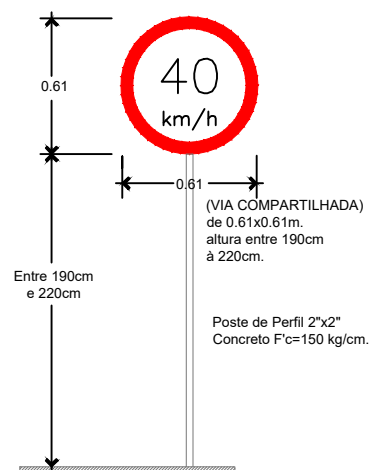 0.61
40
km/h
0.61
(VIA COMPARTILHADA)
de 0.61x0.61m.
altura entre 190cm
à 220cm.
Entre 190cm
e 220cm
Poste de Perfil 2"x2"
Concreto F'c=150 kg/cm.